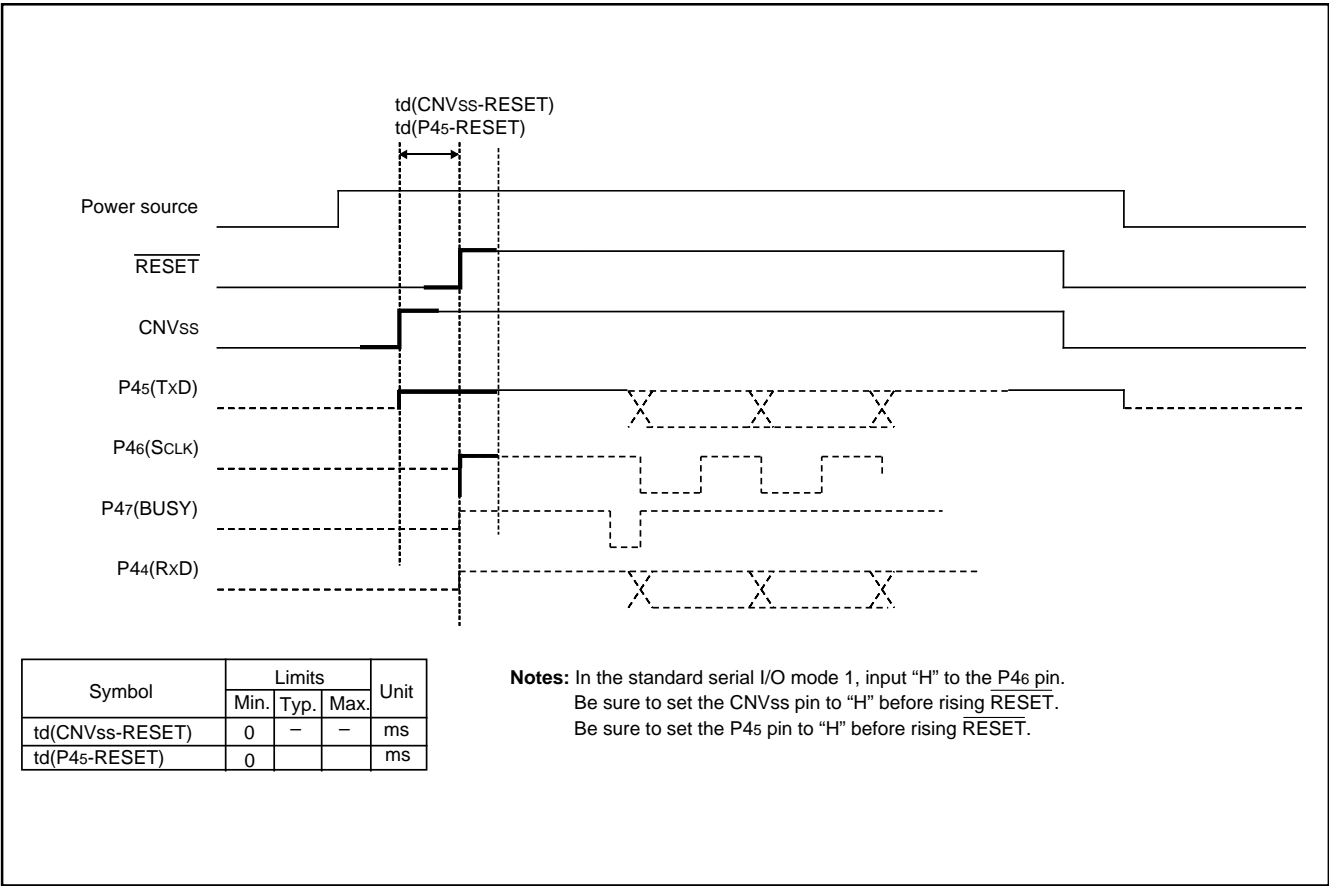 td(CNVss-RESET)
td(P45-RESET)
Power source
RESET
CNVss
P45(TxD)
P46(SCLK)
P47(BUSY)
P44(RxD)
Symbol Limits Unit
Min. Typ. Max.
td(CNVss-RESET) 0 – – ms
td(P45-RESET) 0 ms
Notes: In the standard serial I/O mode 1, input “H” to the P46 pin.
Be sure to set the CNVss pin to “H” before rising RESET.
Be sure to set the P45 pin to “H” before rising RESET.